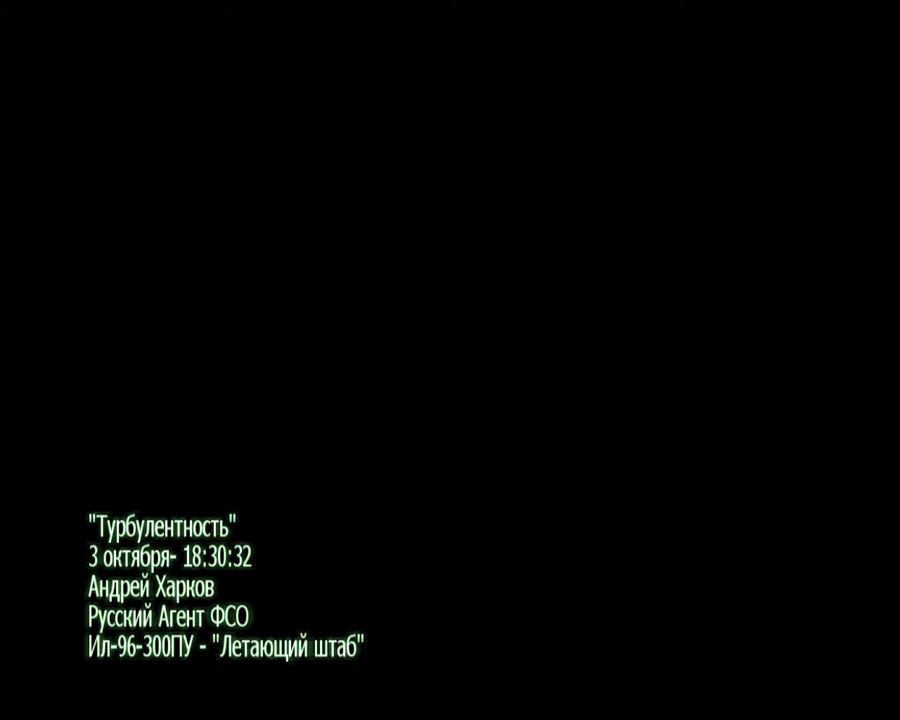 "Турбулентность"
3 октября- 18:30:32
Андрей Харков
Русский Агент ФСО
Ил-96-300ПУ - "Летающий штаб"